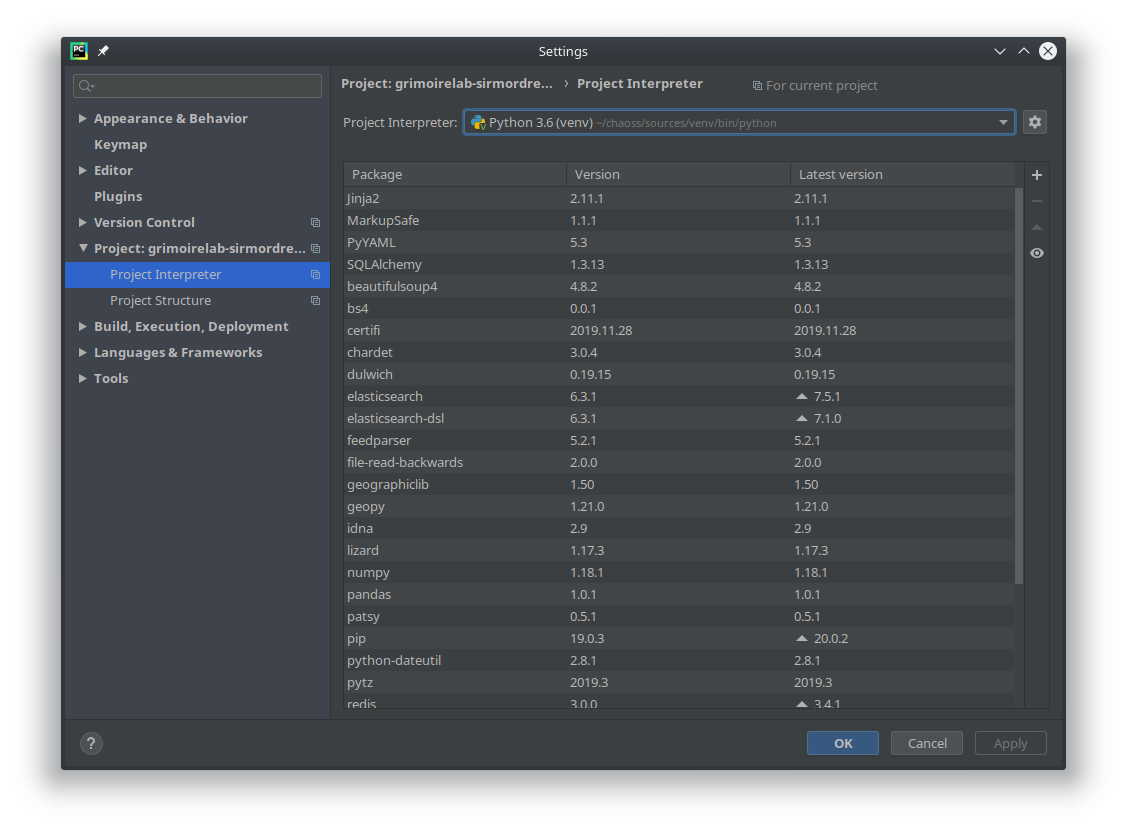 PC
Settings
Project: grimoirelab-sirmordre... › Project Interpreter
For current project
Appearance & Behavior
Keymap
Editor
Plugins
Version Control
Project: grimoirelab-sirmordre...
Project Interpreter
Project Structure
Build, Execution, Deployment
Languages & Frameworks
Tools
Project Interpreter: Python 3.6 (venv) ~/chaoss/sources/venv/bin/python
Package Version Latest version
Jinja2 2.11.1 2.11.1
MarkupSafe 1.1.1 1.1.1
PyYAML 5.3 5.3
SQLAlchemy 1.3.13 1.3.13
beautifulsoup4 4.8.2 4.8.2
bs4 0.0.1 0.0.1
certifi 2019.11.28 2019.11.28
chardet 3.0.4 3.0.4
dulwich 0.19.15 0.19.15
elasticsearch 6.3.1 7.5.1
elasticsearch-dsl 6.3.1 7.1.0
feedparser 5.2.1 5.2.1
file-read-backwards 2.0.0 2.0.0
geographiclib 1.50 1.50
geopy 1.21.0 1.21.0
idna 2.9 2.9
lizard 1.17.3 1.17.3
numpy 1.18.1 1.18.1
pandas 1.0.1 1.0.1
patsy 0.5.1 0.5.1
pip 19.0.3 20.0.2
python-dateutil 2.8.1 2.8.1
pytz 2019.3 2019.3
redis 3.0.0 3.4.1
?
OK Cancel Apply